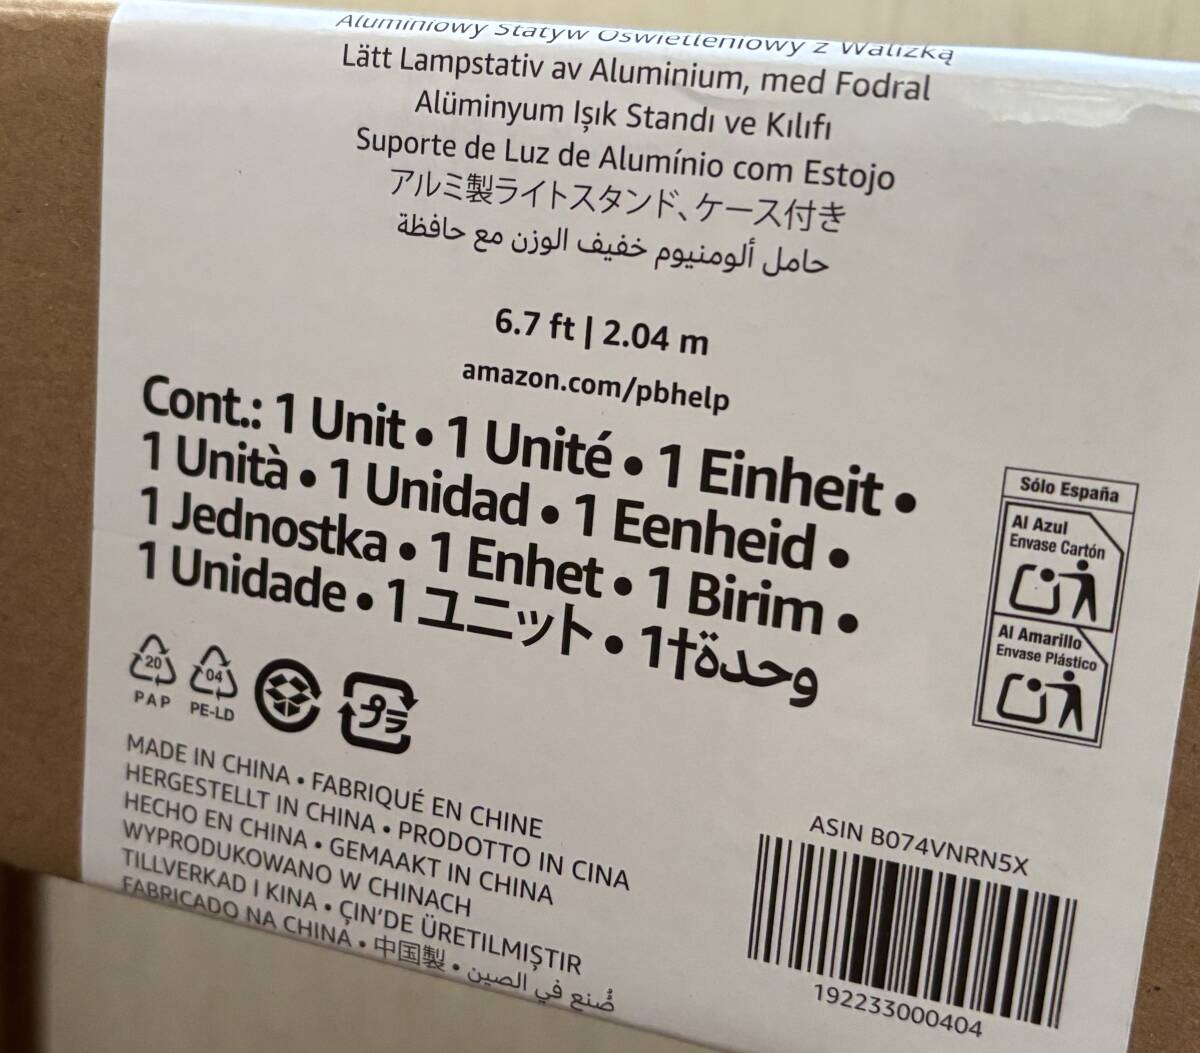 Aluminiowy Statyw Oświetleniowy z Walizką
Lätt Lampstativ av Aluminium, med Fodral
Alüminyum Işık Standı ve Kılıfı
Suporte de Luz de Alumínio com Estojo
アルミ製ライトスタンド、ケース付き
حامل ألومنيوم خفيف الوزن مع حافظة
6.7 ft | 2.04 m
amazon.com/pbhelp
Cont.: 1 Unit • 1 Unité • 1 Einheit •
1 Unità • 1 Unidad • 1 Eenheid •
1 Jednostka • 1 Enhet • 1 Birim •
1 Unidade • 1 ユニット • 1†وحدة
Sólo España
Al Azul
Envase Cartón
Al Amarillo
Envase Plástico
20
PAP
04
PE-LD
プラ
MADE IN CHINA • FABRIQUÉ EN CHINE
HERGESTELLT IN CHINA • PRODOTTO IN CINA
HECHO EN CHINA • GEMAAKT IN CHINA
WYPRODUKOWANO W CHINACH
TILLVERKAD I KINA • ÇIN'DE ÜRETILMIŞTIR
FABRICADO NA CHINA • 中国製 • صُنع في الصين
ASIN B074VNRN5X
192233000404